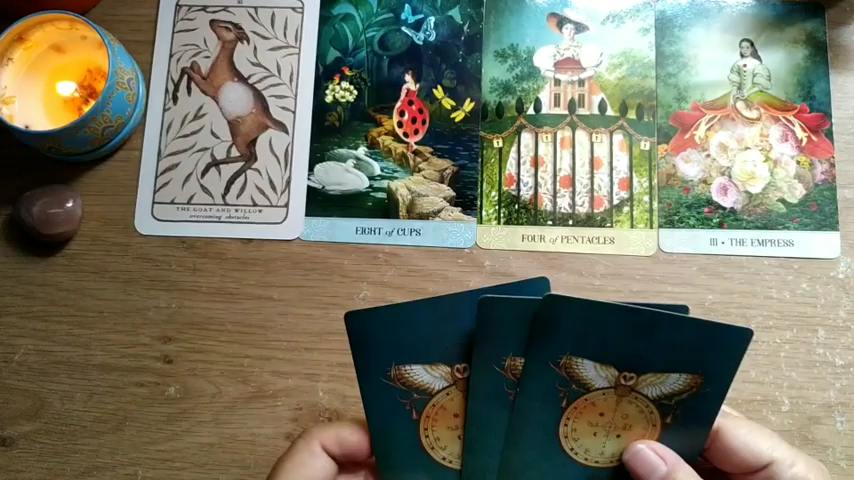 THE GOAT AND WILLOW
overcoming obstacles
EIGHT of CUPS
FOUR of PENTACLES
III • THE EMPRESS